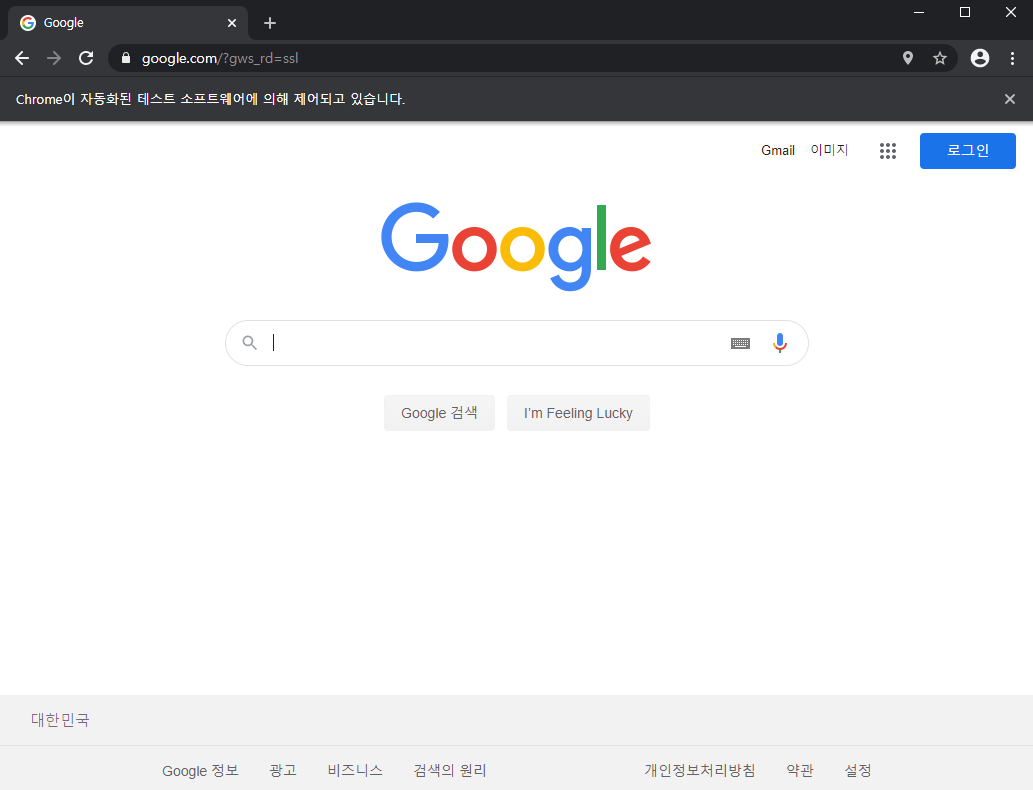 Google
google.com/?gws_rd=ssl
Chrome이 자동화된 테스트 소프트웨어에 의해 제어되고 있습니다.
Gmail 이미지 로그인
Google
Google 검색 I'm Feeling Lucky
대한민국
Google 정보 광고 비즈니스 검색의 원리 개인정보처리방침 약관 설정